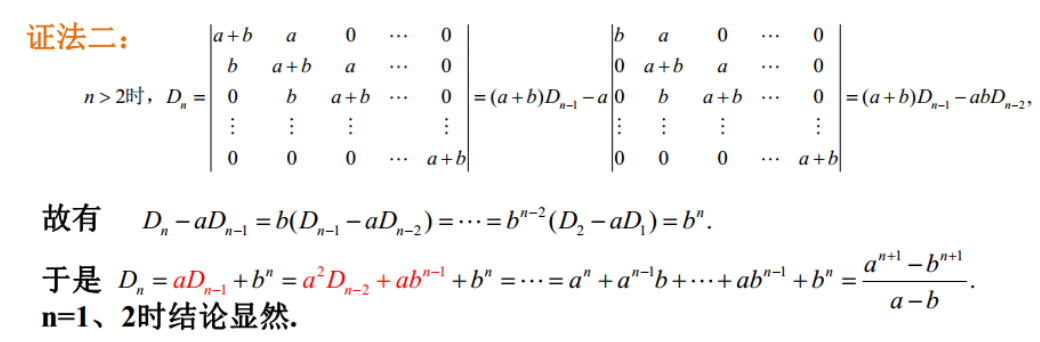 证法二：
n > 2时，D_n = |a+b a 0 ⋯ 0; b a+b a ⋯ 0; 0 b a+b ⋯ 0; ⋮ ⋮ ⋮ ⋮; 0 0 0 ⋯ a+b| = (a+b)D_{n-1} - a|b a 0 ⋯ 0; 0 a+b a ⋯ 0; 0 b a+b ⋯ 0; ⋮ ⋮ ⋮ ⋮; 0 0 0 ⋯ a+b| = (a+b)D_{n-1} - abD_{n-2},
故有 D_n - aD_{n-1} = b(D_{n-1} - aD_{n-2}) = ⋯ = b^{n-2}(D_2 - aD_1) = b^n.
于是 D_n = aD_{n-1} + b^n = a^2D_{n-2} + ab^{n-1} + b^n = ⋯ = a^n + a^{n-1}b + ⋯ + ab^{n-1} + b^n = \frac{a^{n+1} - b^{n+1}}{a - b}.
n=1、2时结论显然.